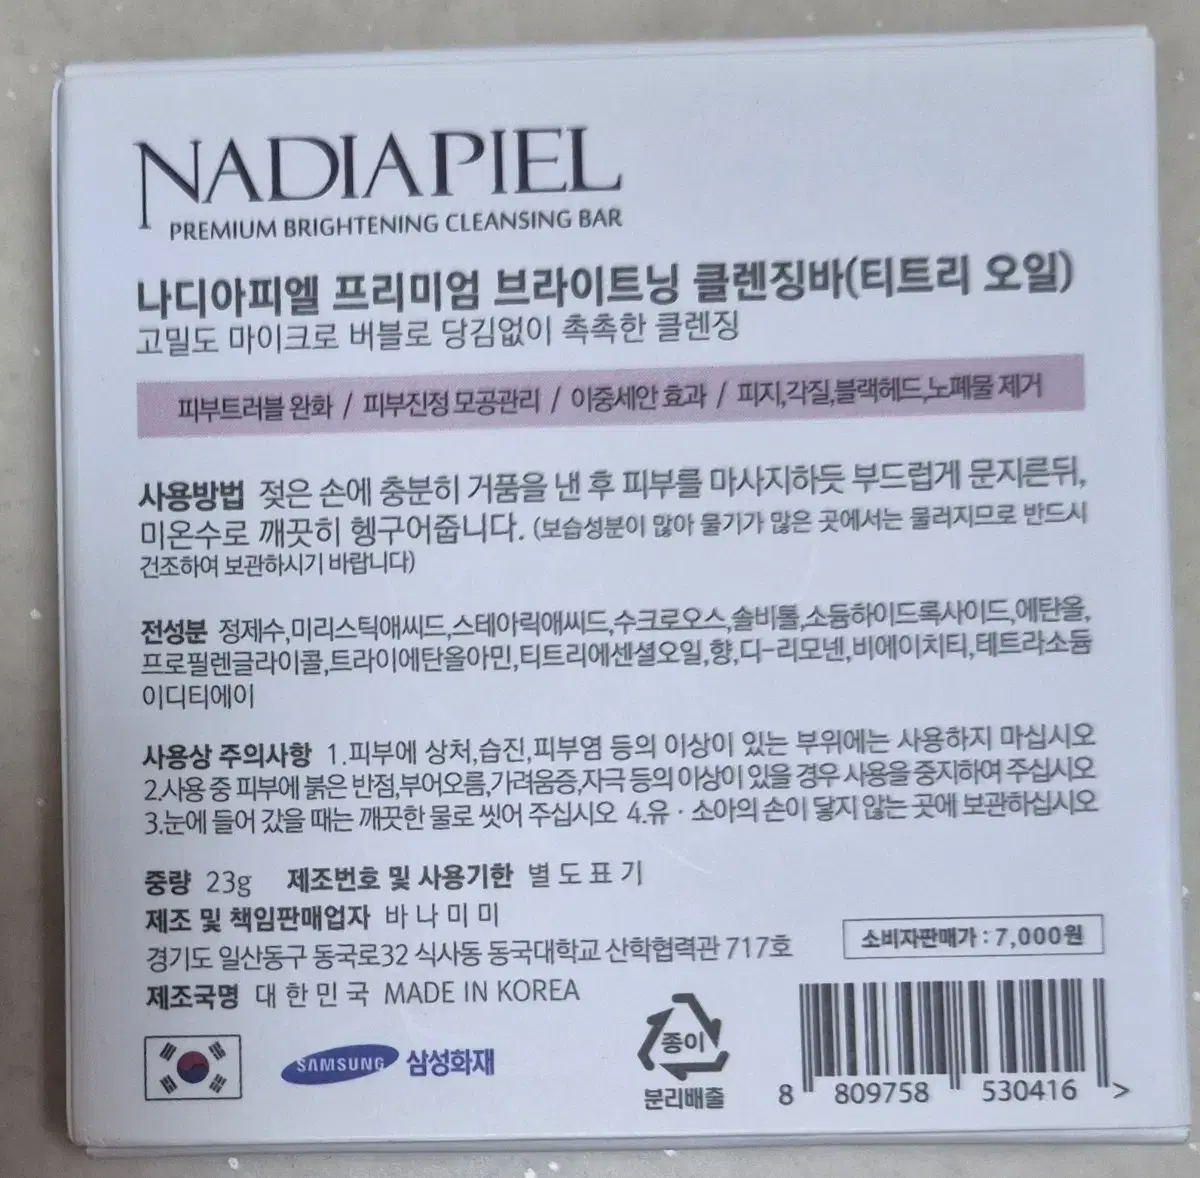 NADIAPIEL
PREMIUM BRIGHTENING CLEANSING BAR
나디아피엘 프리미엄 브라이트닝 클렌징바(티트리 오일)
고밀도 마이크로 버블로 당김없이 촉촉한 클렌징
피부트러블 완화 / 피부진정 모공관리 / 이중세안 효과 / 피지,각질,블랙헤드,노폐물 제거
사용방법 젖은 손에 충분히 거품을 낸 후 피부를 마사지하듯 부드럽게 문지른뒤,
미온수로 깨끗히 헹구어줍니다. (보습성분이 많아 물기가 많은 곳에서는 물러지므로 반드시
건조하여 보관하시기 바랍니다)
전성분 정제수,미리스틱애씨드,스테아릭애씨드,수크로오스,솔비톨,소듐하이드록사이드,에탄올,
프로필렌글라이콜,트라이에탄올아민,티트리에센셜오일,향,디-리모넨,비에이치티,테트라소듐
이디티에이
사용상 주의사항 1.피부에 상처,습진,피부염 등의 이상이 있는 부위에는 사용하지 마십시오
2.사용 중 피부에 붉은 반점,부어오름,가려움증,자극 등의 이상이 있을 경우 사용을 중지하여 주십시오
3.눈에 들어 갔을 때는 깨끗한 물로 씻어 주십시오 4.유·소아의 손이 닿지 않는 곳에 보관하십시오
중량 23g 제조번호 및 사용기한 별도표기
제조 및 책임판매업자 바나미미
경기도 일산동구 동국로32 식사동 동국대학교 산학협력관 717호
소비자판매가 : 7,000원
제조국명 대한민국 MADE IN KOREA
SAMSUNG 삼성화재
종이
분리배출
8 809758 530416 >